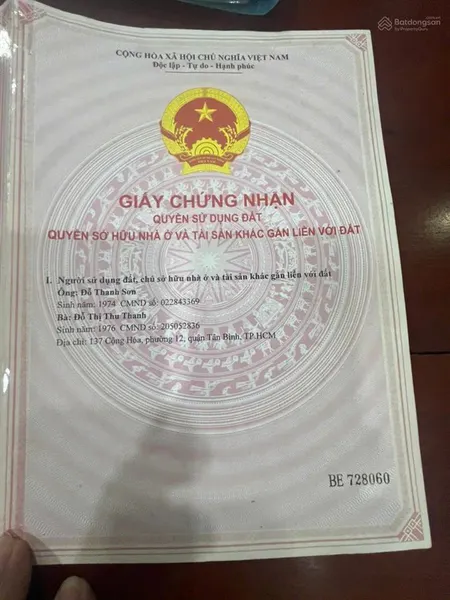 Batdongsan
by PropertyGuru
CỘNG HÒA XÃ HỘI CHỦ NGHĨA VIỆT NAM
Độc lập - Tự do - Hạnh phúc
GIẤY CHỨNG NHẬN
QUYỀN SỬ DỤNG ĐẤT
QUYỀN SỞ HỮU NHÀ Ở VÀ TÀI SẢN KHÁC GẮN LIỀN VỚI ĐẤT
I. Người sử dụng đất, chủ sở hữu nhà ở và tài sản khác gắn liền với đất
Ông: Đỗ Thanh Sơn
Sinh năm: 1974 CMND số: 022843369
Bà: Đỗ Thị Thu Thanh
Sinh năm: 1976 CMND số: 205052836
Địa chỉ: 137 Cộng Hòa, phường 12, quận Tân Bình, TP.HCM
BE 728060